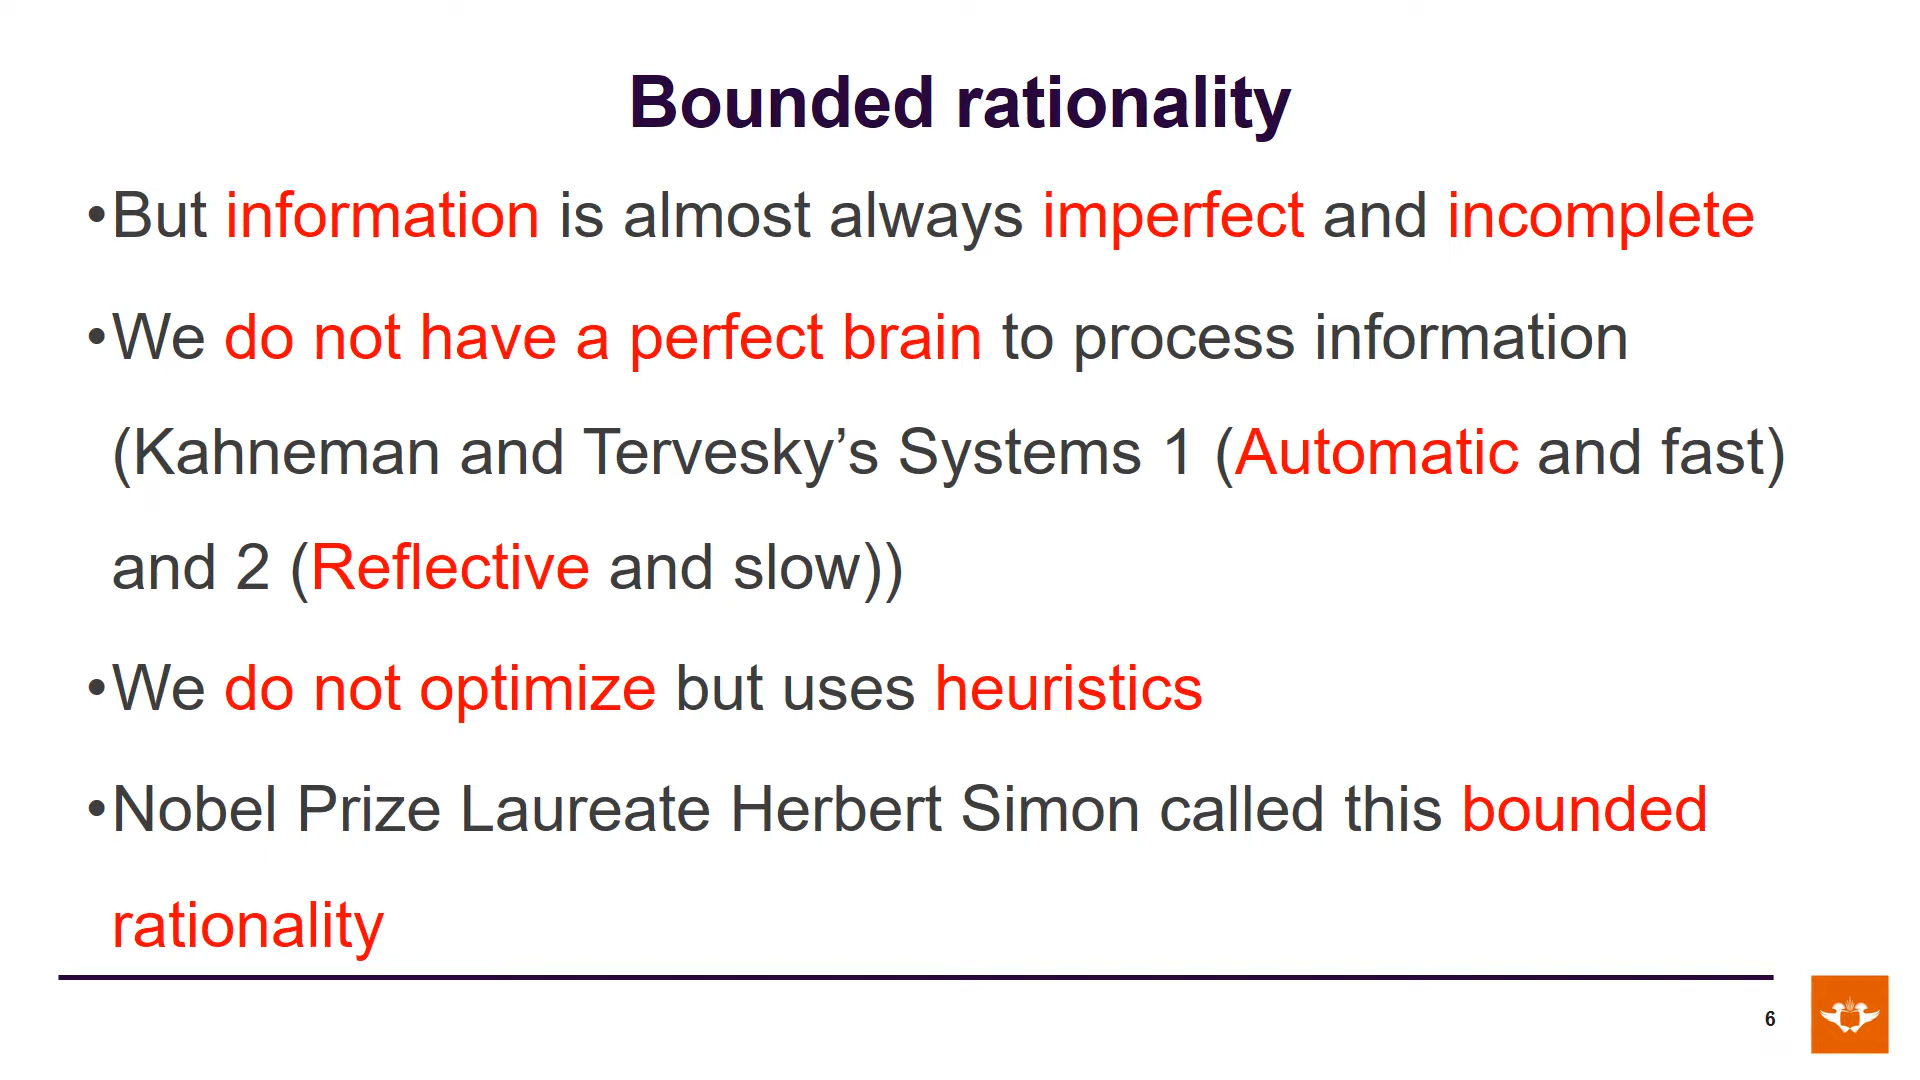 Bounded rationality
•But information is almost always imperfect and incomplete
•We do not have a perfect brain to process information
(Kahneman and Tervesky’s Systems 1 (Automatic and fast)
and 2 (Reflective and slow))
•We do not optimize but uses heuristics
•Nobel Prize Laureate Herbert Simon called this bounded
rationality
6